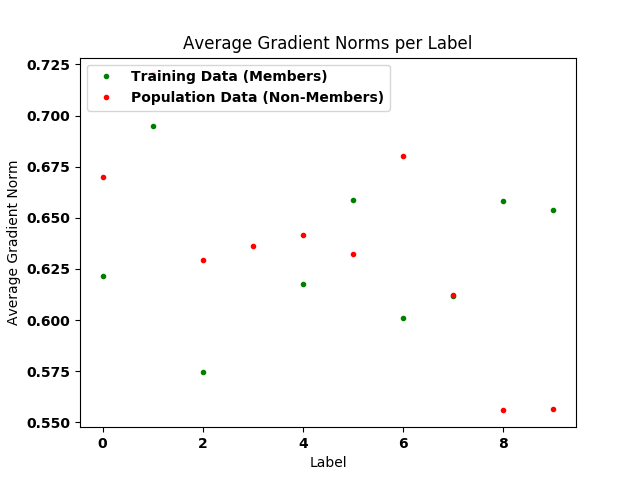 Average Gradient Norms per Label
Training Data (Members)
Population Data (Non-Members)
Average Gradient Norm
0.725
0.700
0.675
0.650
0.625
0.600
0.575
0.550
0 2 4 6 8
Label